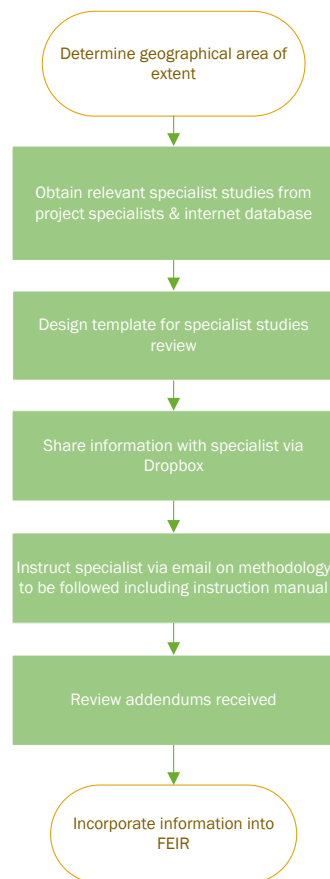 Determine geographical area of
extent
Obtain relevant specialist studies from
project specialists & internet database
Design template for specialist studies
review
Share information with specialist via
Dropbox
Instruct specialist via email on methodology
to be followed including instruction manual
Review addendums received
Incorporate information into
FEIR